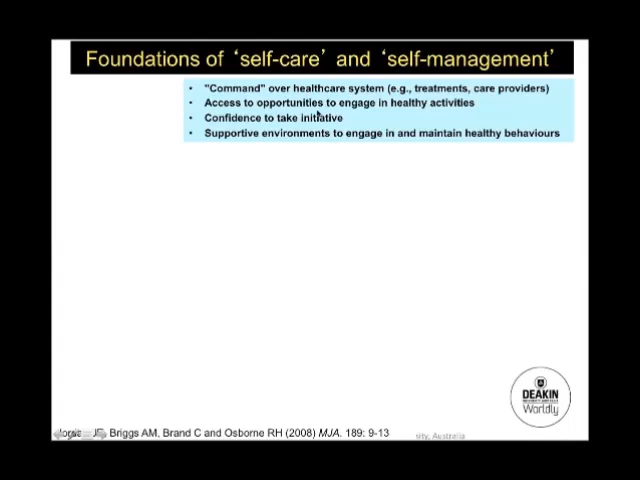 Foundations of ‘self-care’ and ‘self-management’
• "Command" over healthcare system (e.g., treatments, care providers)
• Access to opportunities to engage in healthy activities
• Confidence to take initiative
• Supportive environments to engage in and maintain healthy behaviours
DEAKIN
Worldly
Briggs AM, Brand C and Osborne RH (2008) MJA. 189: 9-13
sity, Australia